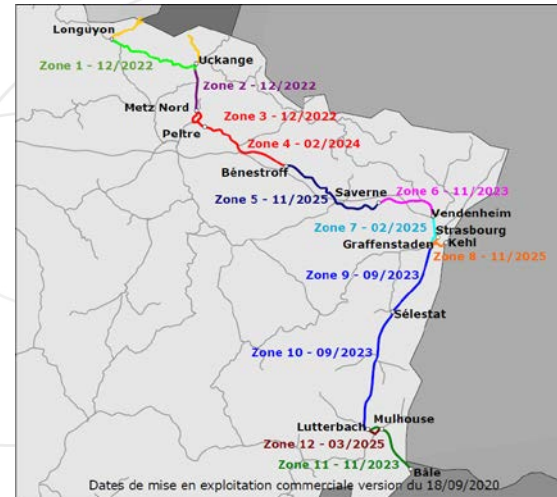 Longuyon
Uckange
Zone 1 - 12/2022
Zone 2 - 12/2022
Metz Nord
Zone 3 - 12/2022
Peltre
Zone 4 - 02/2024
Bénestroff
Saverne
Zone 6 - 11/2023
Zone 5 - 11/2025
Vendenheim
Zone 7 - 02/2025
Strasbourg
Graffenstaden
Kehl
Zone 8 - 11/2025
Zone 9 - 09/2023
Sélestat
Zone 10 - 09/2023
Mulhouse
Lutterbach
Zone 12 - 03/2025
Zone 11 - 11/2023
Bâle
Dates de mise en exploitation commerciale version du 18/09/2020